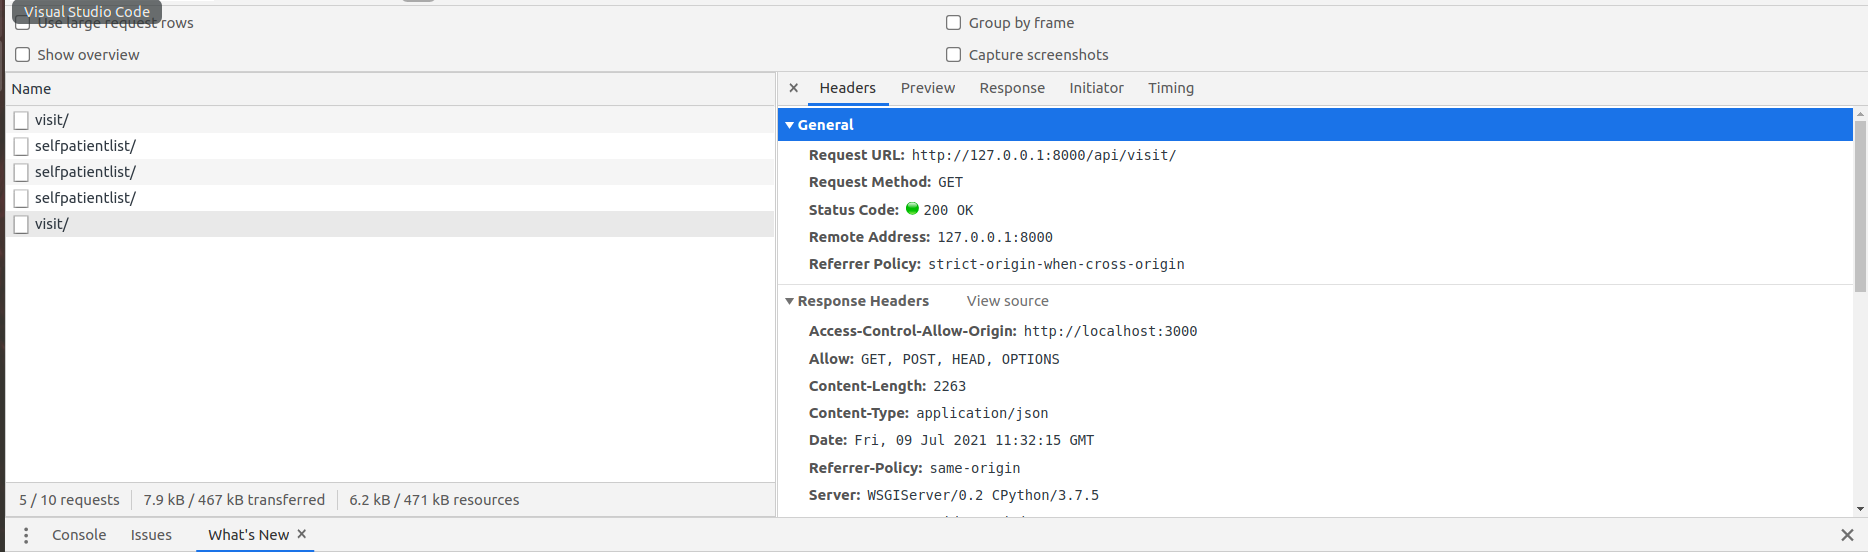 Visual Studio Code
Use large request rows
Group by frame
Show overview
Capture screenshots
Name
visit/
selfpatientlist/
selfpatientlist/
selfpatientlist/
visit/
5 / 10 requests 7.9 kB / 467 kB transferred 6.2 kB / 471 kB resources
× Headers Preview Response Initiator Timing
General
Request URL: http://127.0.0.1:8000/api/visit/
Request Method: GET
Status Code: 200 OK
Remote Address: 127.0.0.1:8000
Referrer Policy: strict-origin-when-cross-origin
Response Headers View source
Access-Control-Allow-Origin: http://localhost:3000
Allow: GET, POST, HEAD, OPTIONS
Content-Length: 2263
Content-Type: application/json
Date: Fri, 09 Jul 2021 11:32:15 GMT
Referrer-Policy: same-origin
Server: WSGIServer/0.2 CPython/3.7.5
Console Issues What's New ×